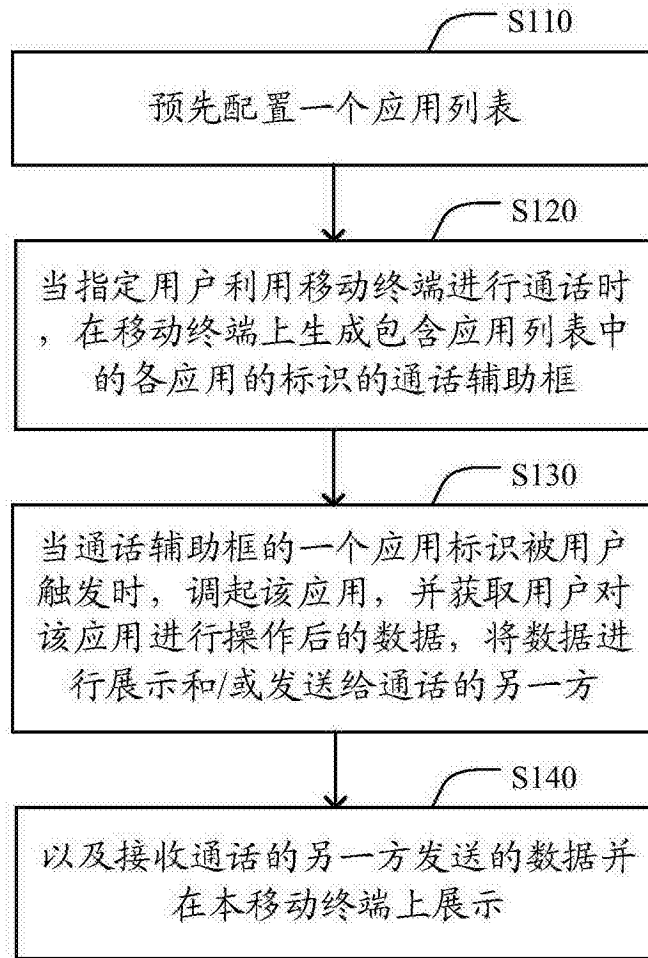 S110
预先配置一个应用列表
S120
当指定用户利用移动终端进行通话时
，在移动终端上生成包含应用列表中
的各应用的标识的通话辅助框
S130
当通话辅助框的一个应用标识被用户
触发时，调起该应用，并获取用户对
该应用进行操作后的数据，将数据进
行展示和/或发送给通话的另一方
S140
以及接收通话的另一方发送的数据并
在本移动终端上展示